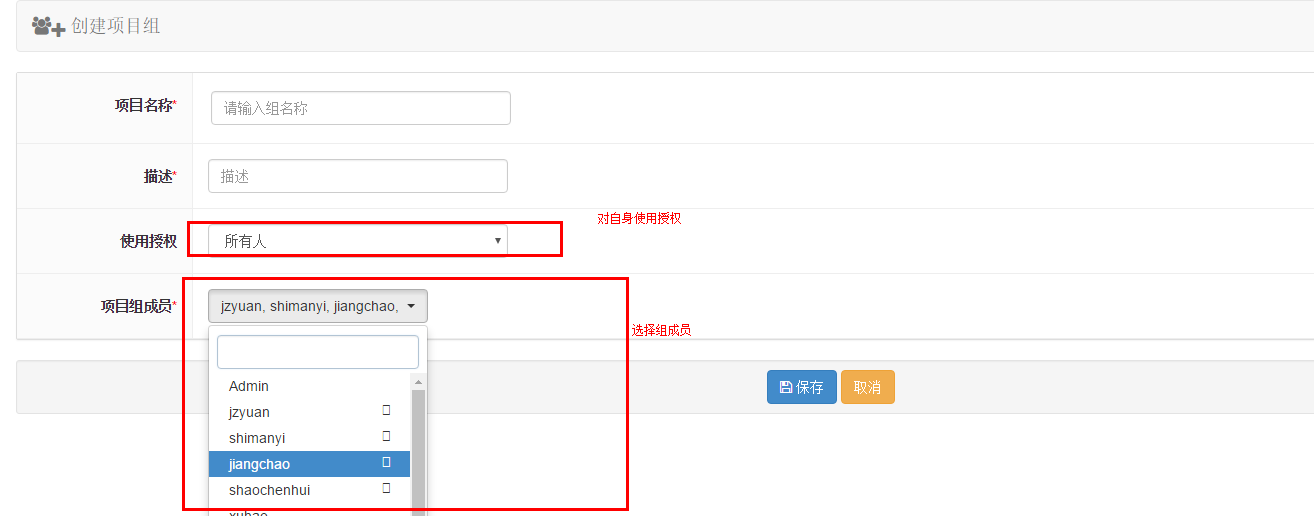 创建项目组
项目名称*
请输入组名称
描述*
描述
对自身使用授权
使用授权
所有人
项目组成员*
jzyuan, shimanyi, jiangchao,
选择组成员
Admin
jzyuan
shimanyi
jiangchao
shaochenhui
保存
取消